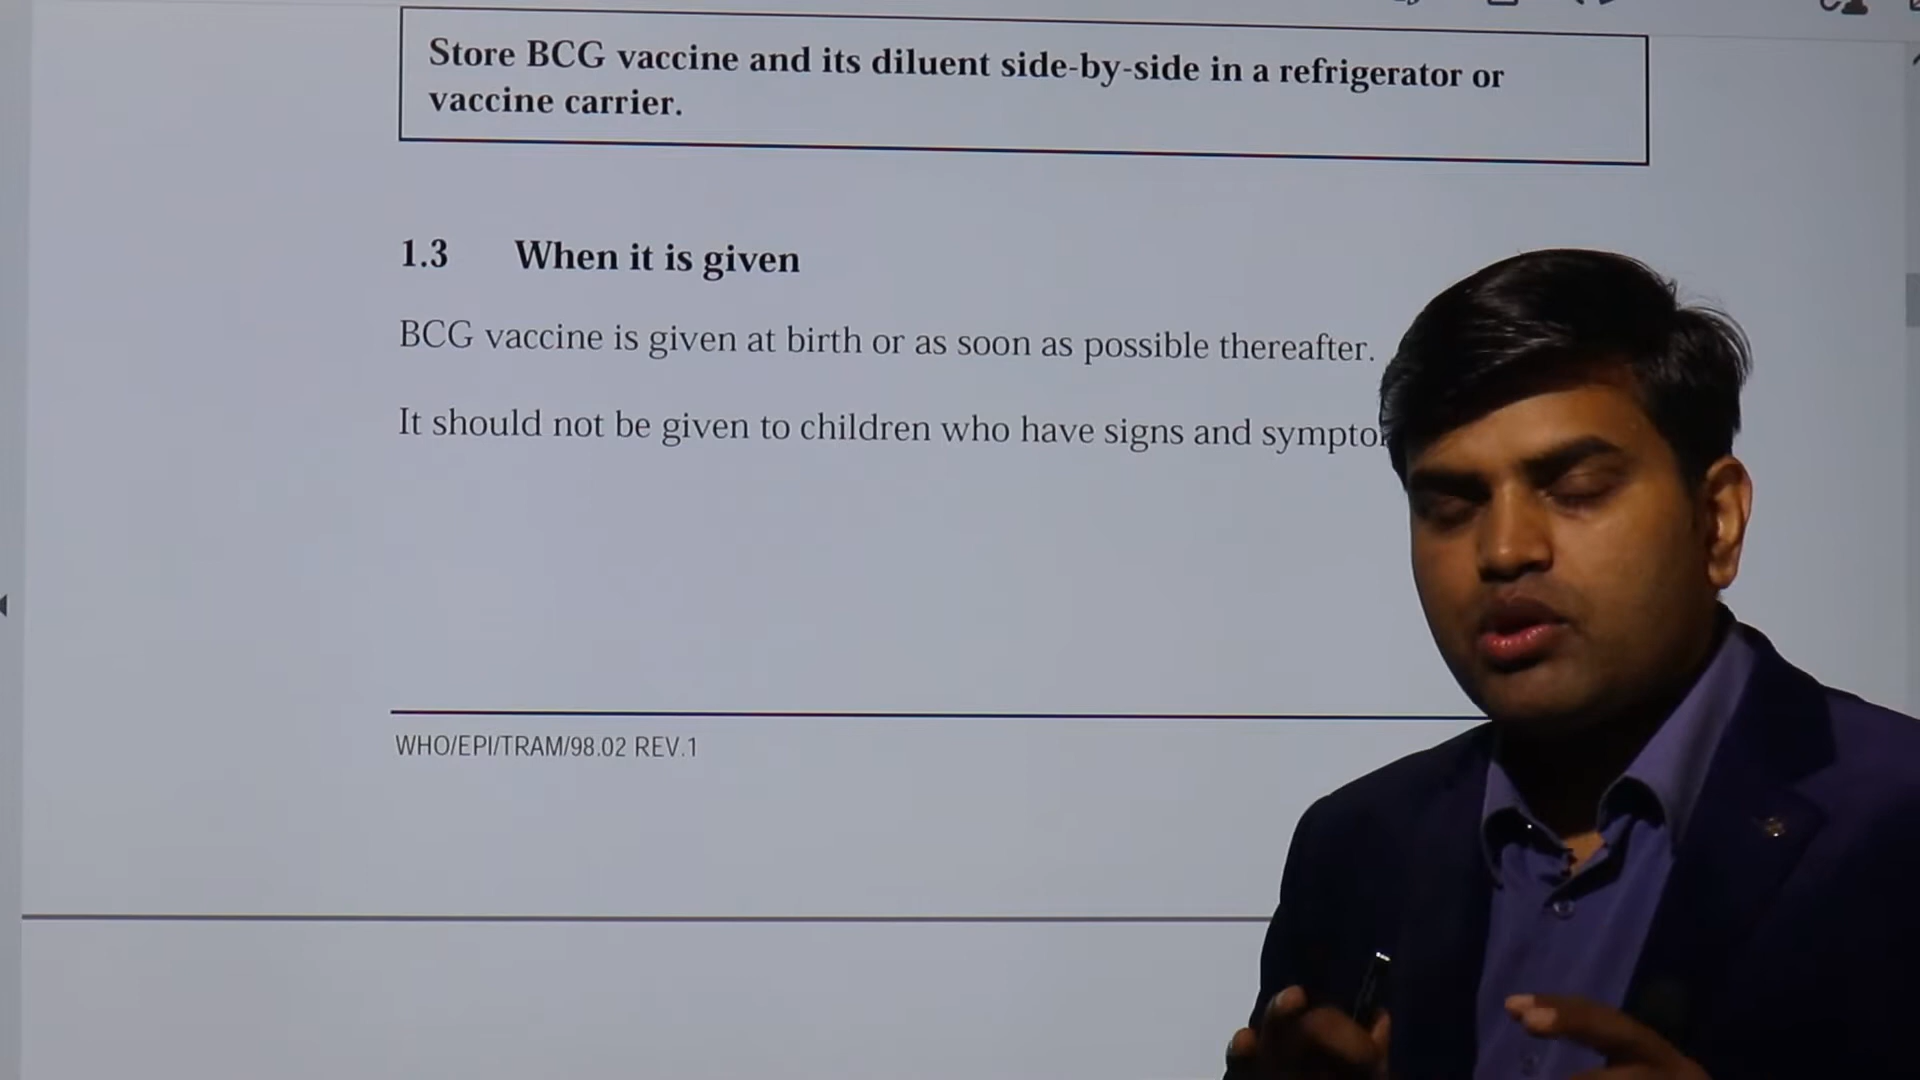 Store BCG vaccine and its diluent side-by-side in a refrigerator or
vaccine carrier.
1.3 When it is given
BCG vaccine is given at birth or as soon as possible thereafter.
It should not be given to children who have signs and
WHO/EPI/TRAM/98.02 REV.1